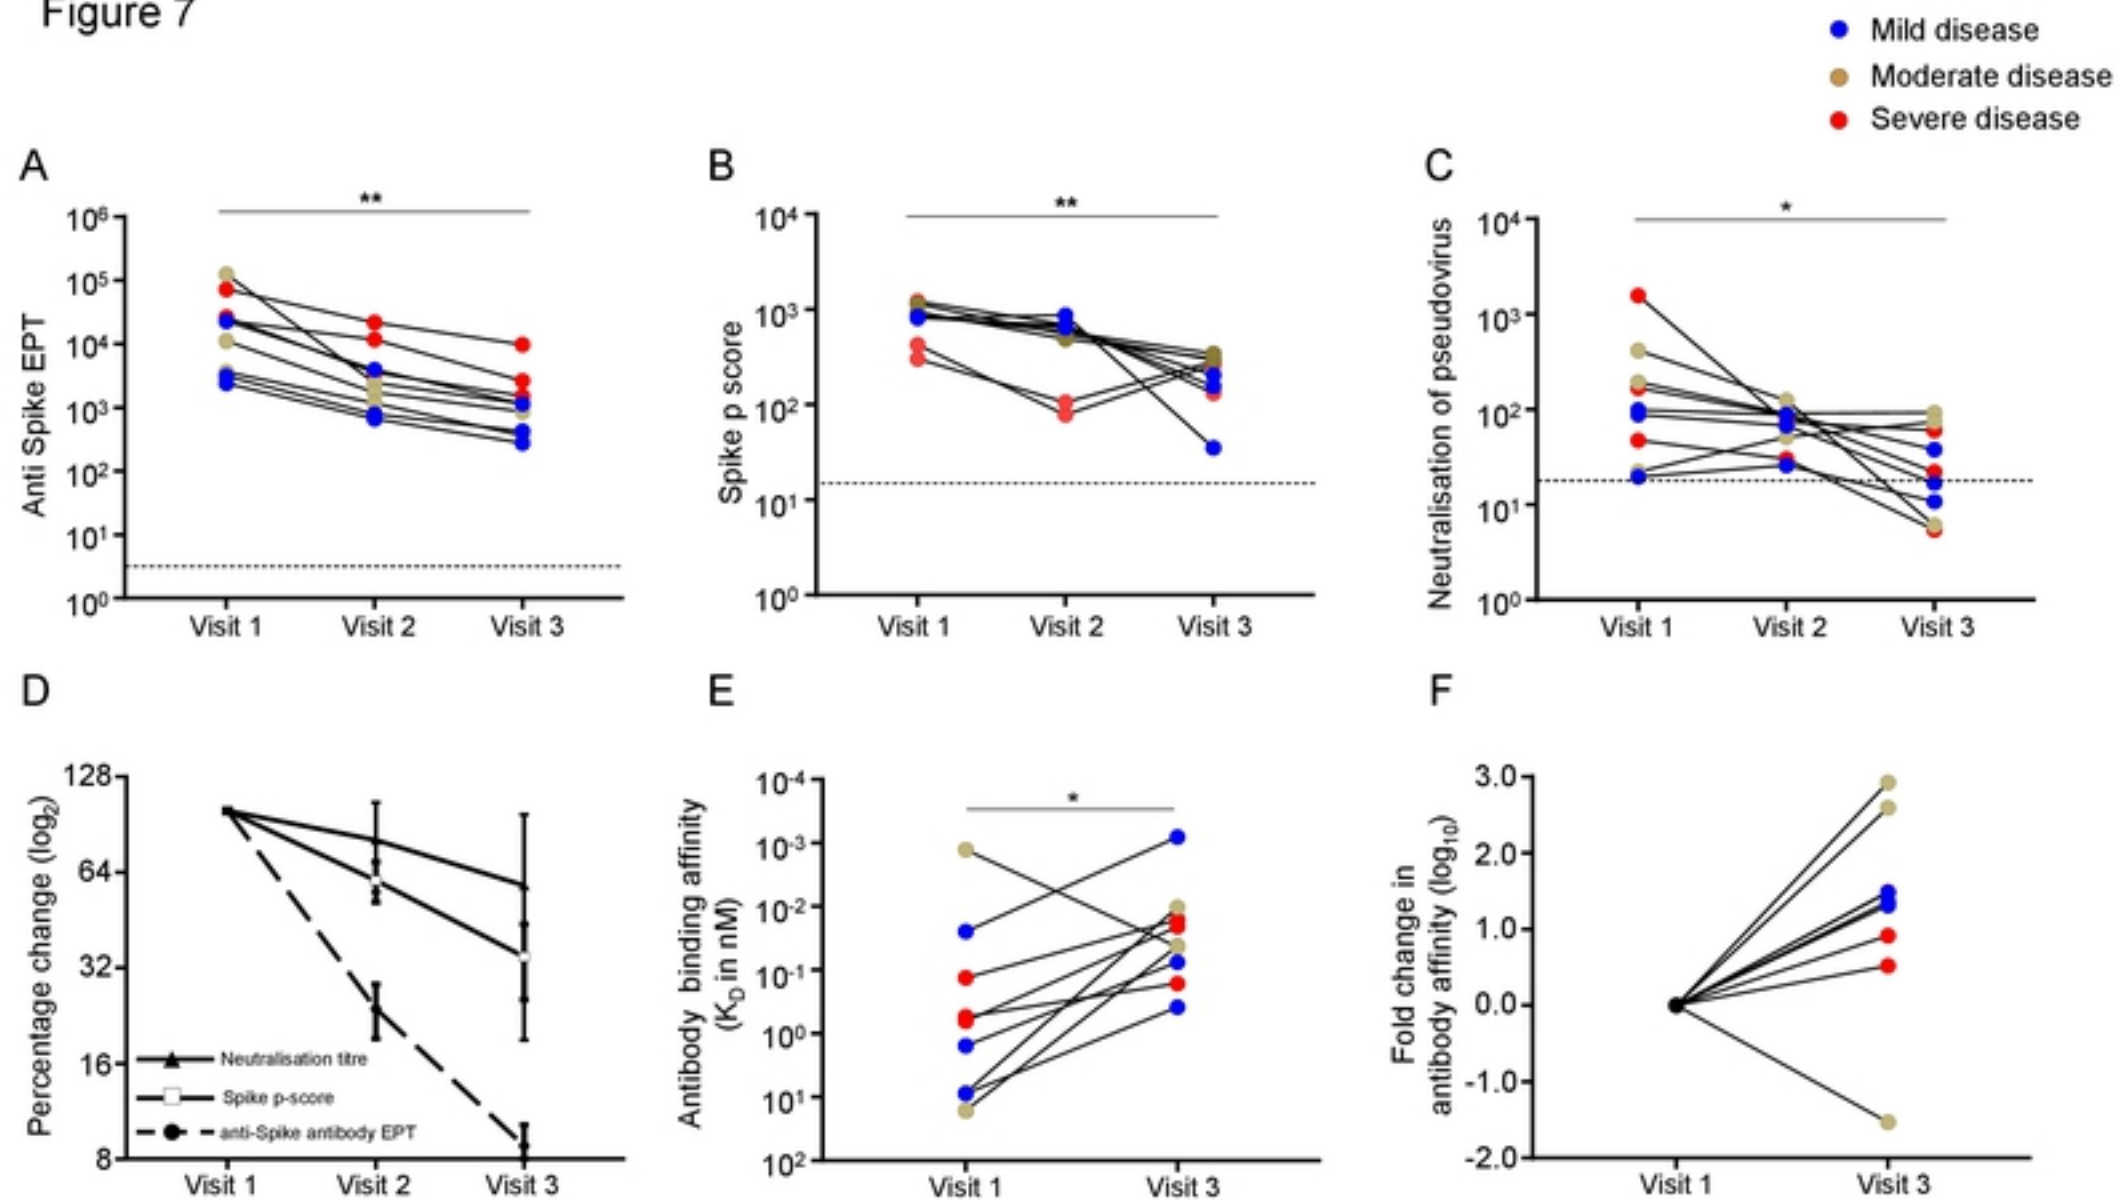 Figure 7
Mild disease
Moderate disease
Severe disease
A
**
Anti Spike EPT
10⁶
10⁵
10⁴
10³
10²
10¹
10⁰
Visit 1
Visit 2
Visit 3
B
**
Spike p score
10⁴
10³
10²
10¹
10⁰
Visit 1
Visit 2
Visit 3
C
*
Neutralisation of pseudovirus
10⁴
10³
10²
10¹
10⁰
Visit 1
Visit 2
Visit 3
D
Percentage change (log₂)
128
64
32
16
8
Neutralisation titre
Spike p-score
anti-Spike antibody EPT
Visit 1
Visit 2
Visit 3
E
*
Antibody binding affinity
(K_D in nM)
10⁻⁴
10⁻³
10⁻²
10⁻¹
10⁰
10¹
10²
Visit 1
Visit 3
F
Fold change in
antibody affinity (log₁₀)
3.0
2.0
1.0
0.0
-1.0
-2.0
Visit 1
Visit 3